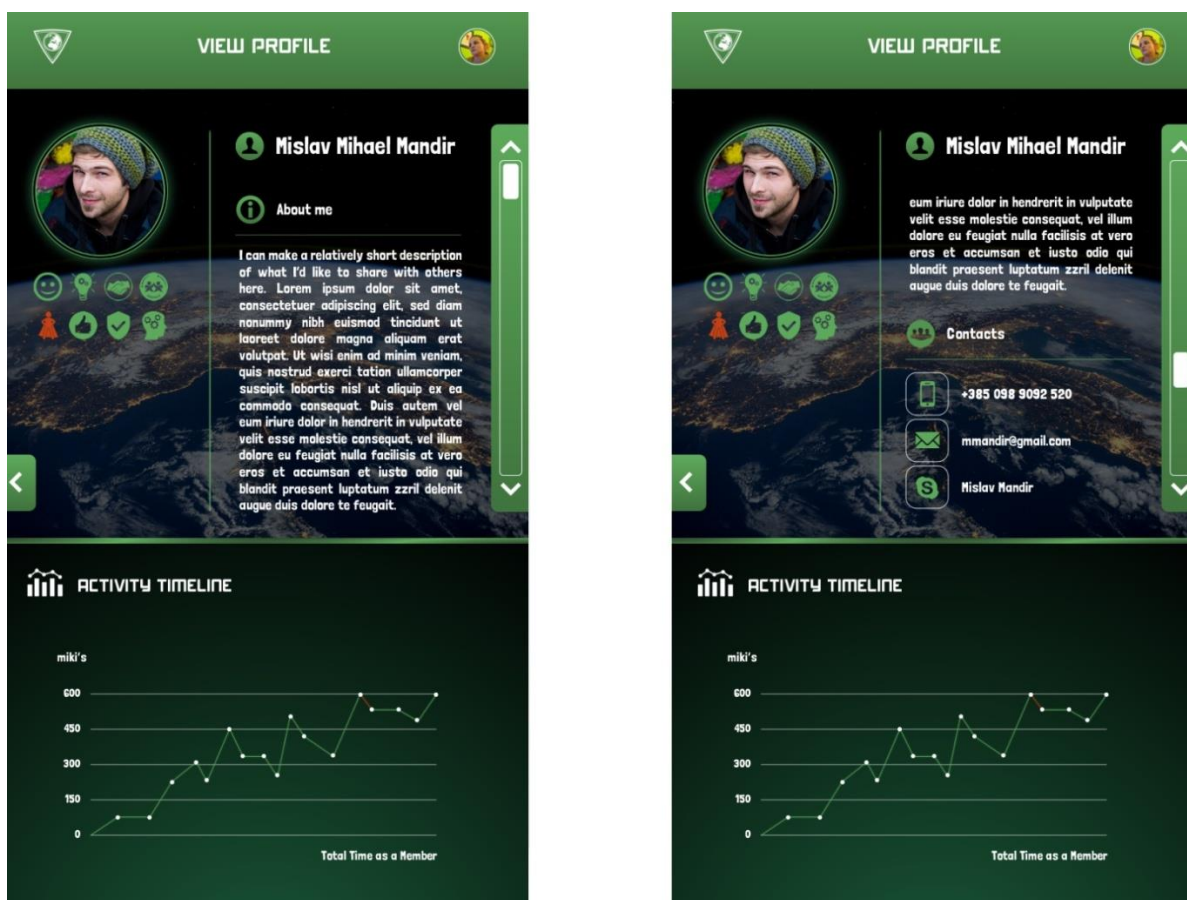 VIEW PROFILE
Mislav Mihael Mandir
About me
I can make a relatively short description
of what I'd like to share with others
here. Lorem ipsum dolor sit amet,
consectetuer adipiscing elit, sed diam
nonummy nibh euismod tincidunt ut
laoreet dolore magna aliquam erat
volutpat. Ut wisi enim ad minim veniam,
quis nostrud exerci tation ullamcorper
suscipit lobortis nisl ut aliquip ex ea
commodo consequat. Duis autem vel
eum iriure dolor in hendrerit in vulputate
velit esse molestie consequat, vel illum
dolore eu feugiat nulla facilisis at vero
eros et accumsan et iusto odio qui
blandit praesent luptatum zzril delenit
augue duis dolore te feugait.
ACTIVITY TIMELINE
miki's
600
450
300
150
0
Total Time as a Member
VIEW PROFILE
Mislav Mihael Mandir
eum iriure dolor in hendrerit in vulputate
velit esse molestie consequat, vel illum
dolore eu feugiat nulla facilisis at vero
eros et accumsan et iusto odio qui
blandit praesent luptatum zzril delenit
augue duis dolore te feugait.
Contacts
+385 098 9092 520
mmandir@gmail.com
Mislav Mandir
ACTIVITY TIMELINE
miki's
600
450
300
150
0
Total Time as a Member